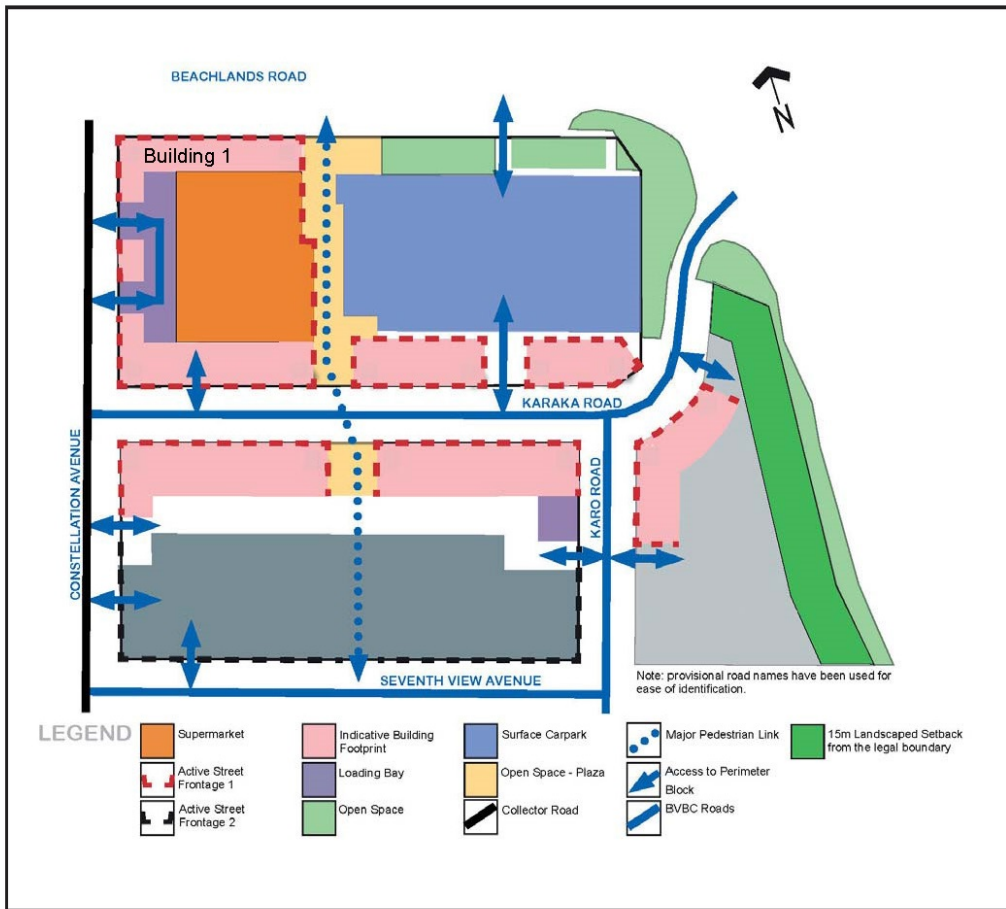 BEACHLANDS ROAD
N
Building 1
KARAKA ROAD
CONSTELLATION AVENUE
KARO ROAD
SEVENTH VIEW AVENUE
Note: provisional road names have been used for
ease of identification.
LEGEND
Supermarket
Indicative Building
Footprint
Surface Carpark
Major Pedestrian Link
15m Landscaped Setback
from the legal boundary
Active Street
Frontage 1
Loading Bay
Open Space - Plaza
Access to Perimeter
Block
Active Street
Frontage 2
Open Space
Collector Road
BVBC Roads